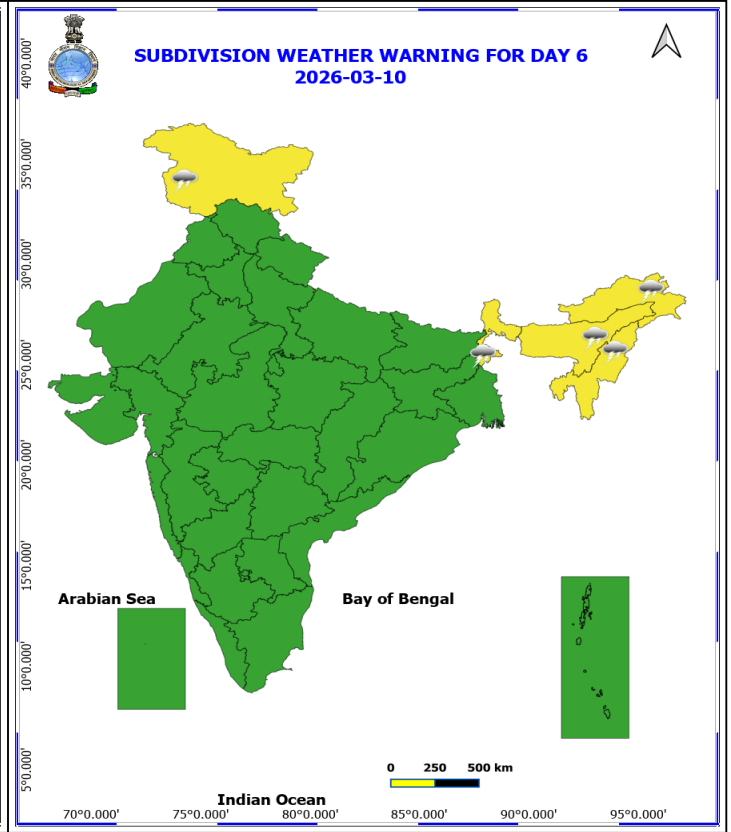 SUBDIVISION WEATHER WARNING FOR DAY 6
2026-03-10
40°0.000'
35°0.000'
30°0.000'
25°0.000'
20°0.000'
15°0.000'
10°0.000'
5°0.000'
Arabian Sea
Bay of Bengal
0 250 500 km
Indian Ocean
70°0.000' 75°0.000' 80°0.000' 85°0.000' 90°0.000' 95°0.000'